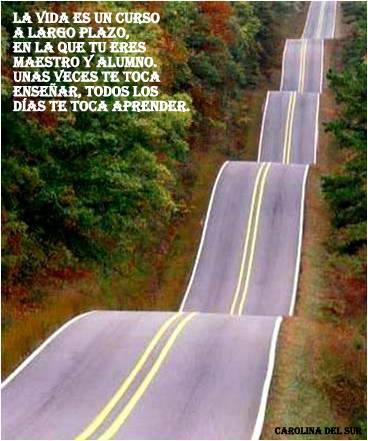 LA VIDA ES UN CURSO
A LARGO PLAZO,
EN LA QUE TU ERES
MAESTRO Y ALUMNO.
UNAS VECES TE TOCA
ENSEÑAR, TODOS LOS
DÍAS TE TOCA APRENDER.
CAROLINA DEL SUR